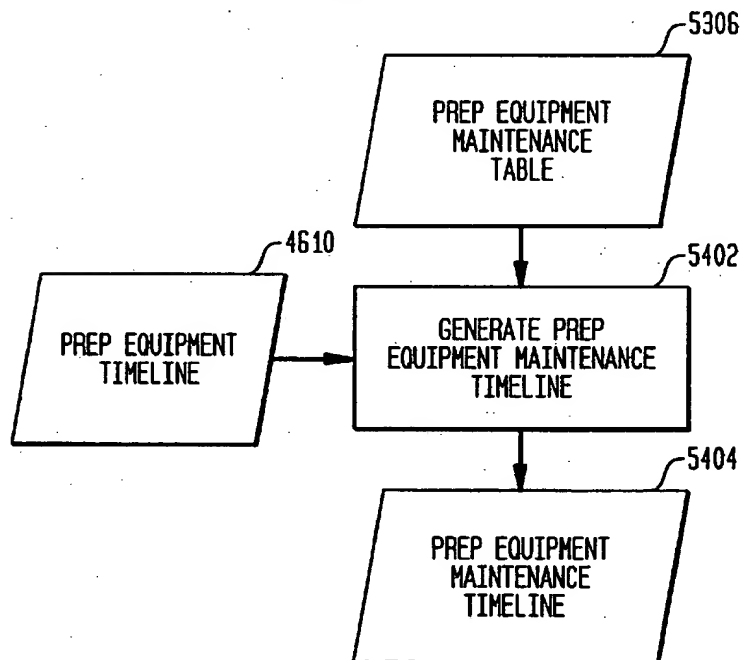 5306
PREP EQUIPMENT
MAINTENANCE
TABLE
4610
PREP EQUIPMENT
TIMELINE
5402
GENERATE PREP
EQUIPMENT MAINTENANCE
TIMELINE
5404
PREP EQUIPMENT
MAINTENANCE
TIMELINE